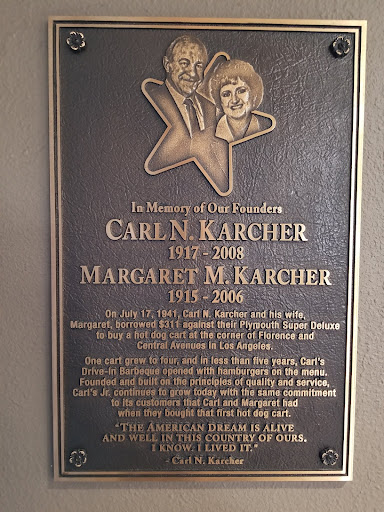 In Memory of Our Founders
CARL N. KARCHER
1917 - 2008
MARGARET M. KARCHER
1915 - 2006
On July 17, 1941, Carl N. Karcher and his wife,
Margaret, borrowed $311 against their Plymouth Super Deluxe
to buy a hot dog cart at the corner of Florence and
Central Avenues in Los Angeles.
One cart grew to four, and in less than five years, Carl's
Drive-In Barbeque opened with hamburgers on the menu.
Founded and built on the principles of quality and service,
Carl's Jr. continues to grow today with the same commitment
to its customers that Carl and Margaret had
when they bought that first hot dog cart.
"THE AMERICAN DREAM IS ALIVE
AND WELL IN THIS COUNTRY OF OURS.
I KNOW: I LIVED IT."
- Carl N. Karcher